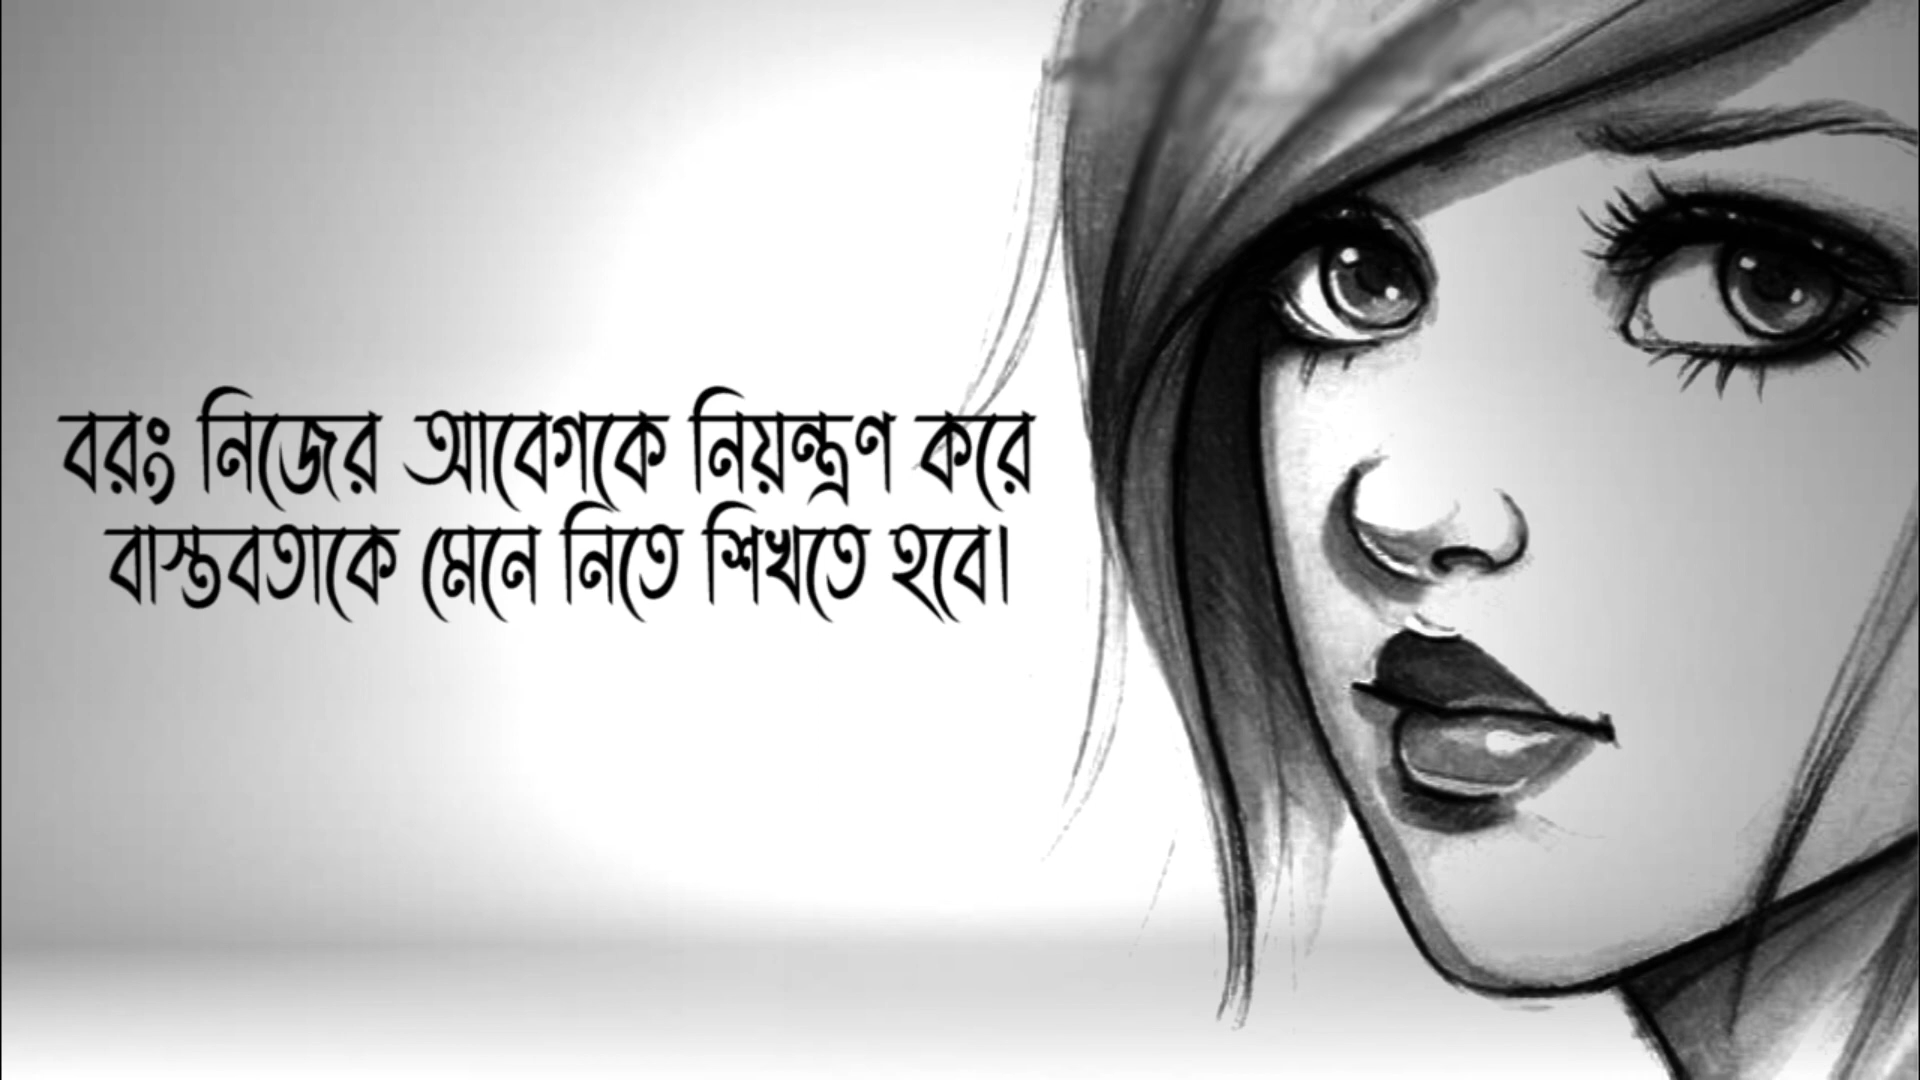 বরং নিজের আবেগকে নিয়ন্ত্রণ করে
বাস্তবতাকে মেনে নিতে শিখতে হবে।